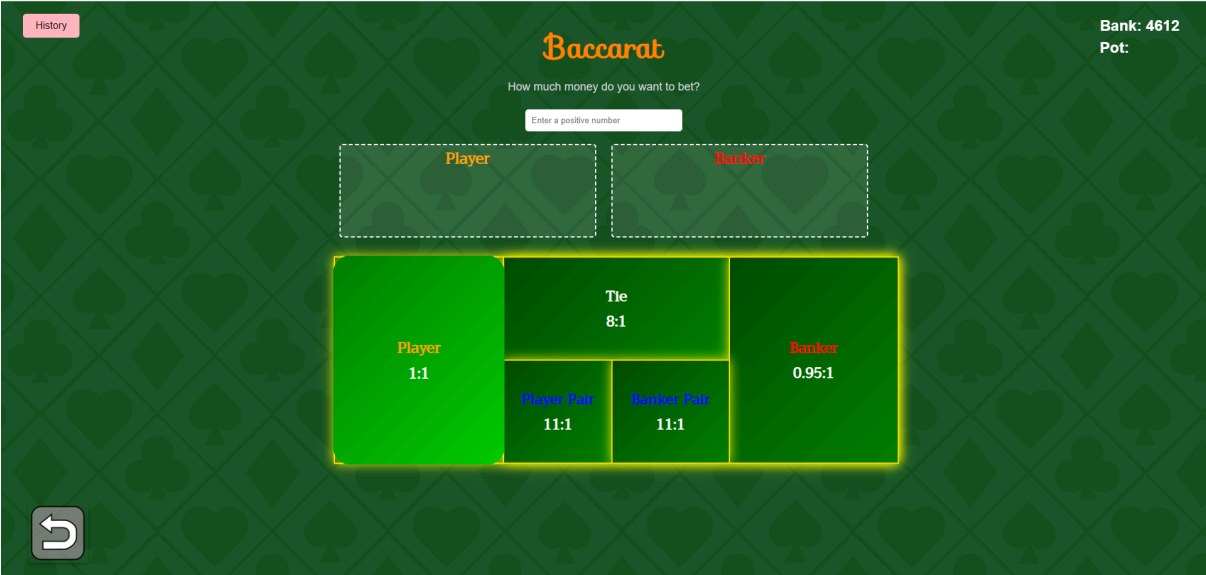 History
Bank: 4612
Pot:
Baccarat
How much money do you want to bet?
Enter a positive number
Player
Banker
Player
1:1
Tie
8:1
Player Pair
11:1
Banker Pair
11:1
Banker
0.95:1